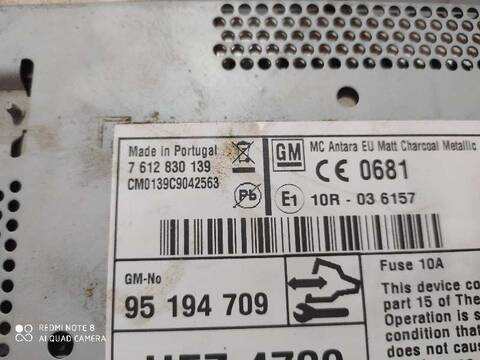 Made in Portugal
7 612 830 139
CM0139C9042563
Pb
GM
MC Antara EU Matt Charcoal Metallic
CE 0681
E1
10R - 03 6157
GM-No
95 194 709
Fuse 10A
This device co
part 15 of The
Operation is s
condition that
does not caus
REDMI NOTE 8
AI QUAD CAMERA